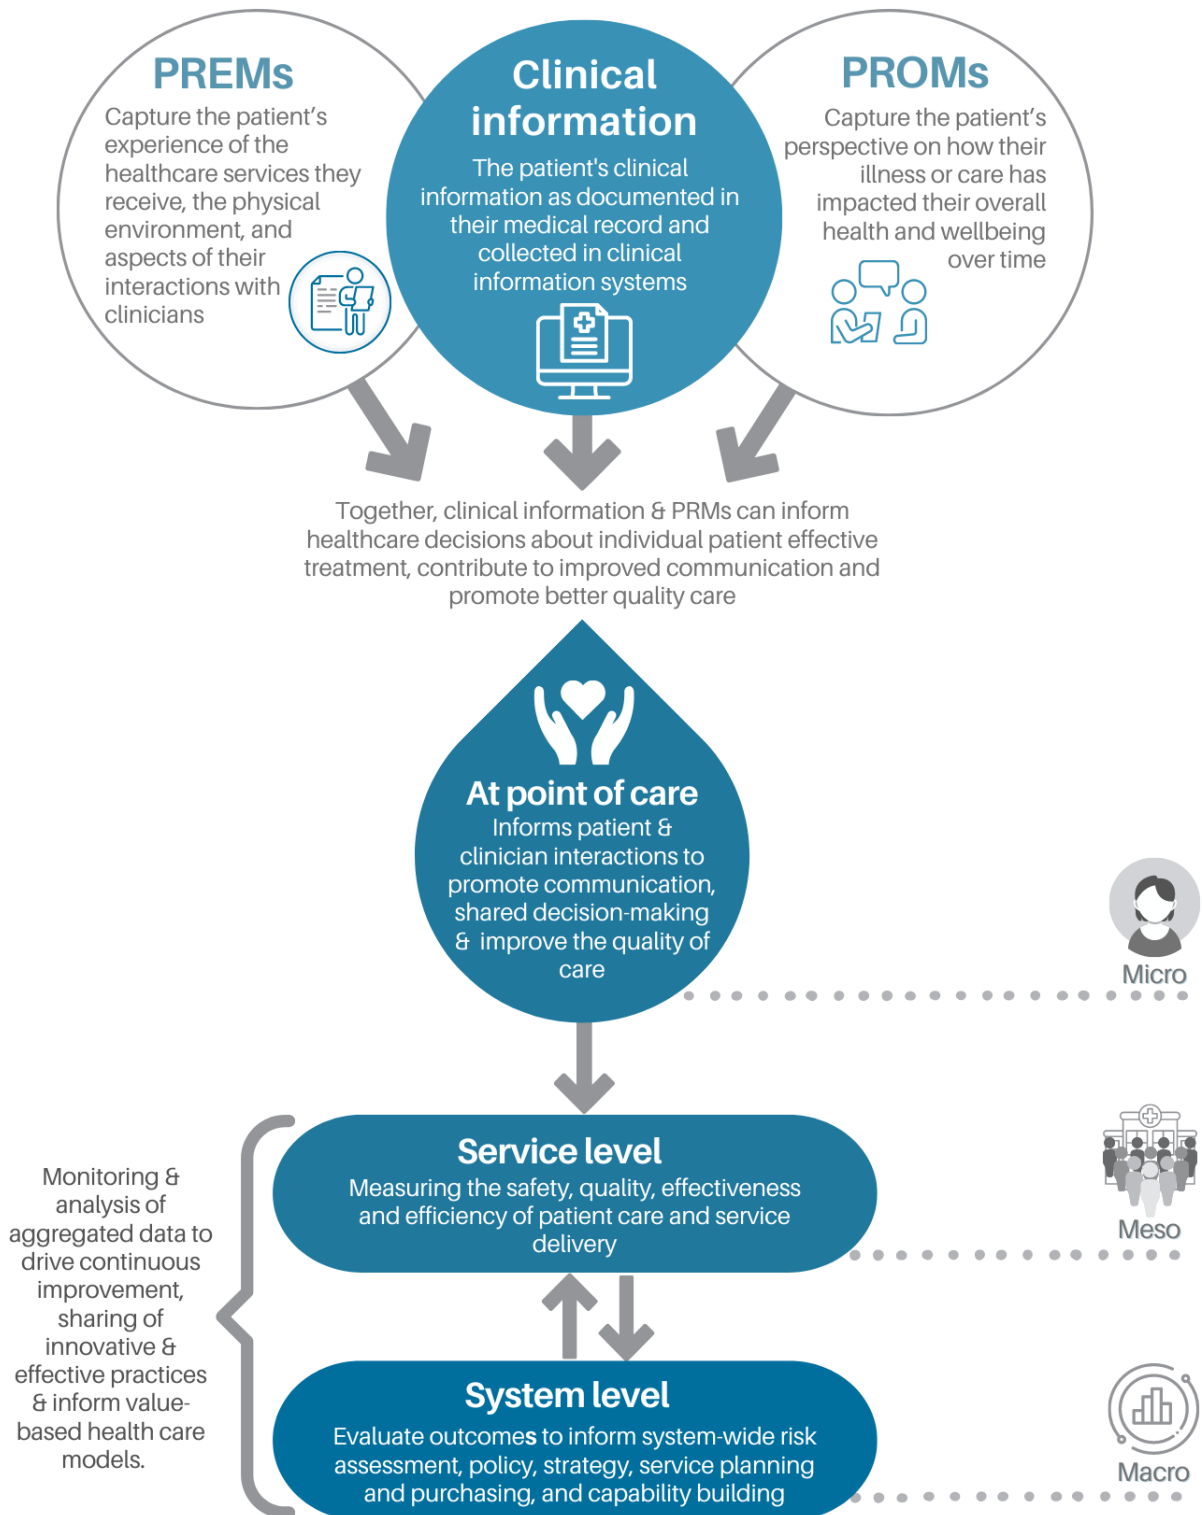 PREMs
Capture the patient’s
experience of the
healthcare services they
receive, the physical
environment, and
aspects of their
interactions with
clinicians
Clinical
information
The patient's clinical
information as documented in
their medical record and
collected in clinical
information systems
PROMs
Capture the patient’s
perspective on how their
illness or care has
impacted their overall
health and wellbeing
over time
Together, clinical information & PRMs can inform
healthcare decisions about individual patient effective
treatment, contribute to improved communication and
promote better quality care
At point of care
Informs patient &
clinician interactions to
promote communication,
shared decision-making
& improve the quality of
care
Micro
Service level
Measuring the safety, quality, effectiveness
and efficiency of patient care and service
delivery
Meso
Monitoring &
analysis of
aggregated data to
drive continuous
improvement,
sharing of
innovative &
effective practices
& inform value-
based health care
models.
System level
Evaluate outcomes to inform system-wide risk
assessment, policy, strategy, service planning
and purchasing, and capability building
Macro